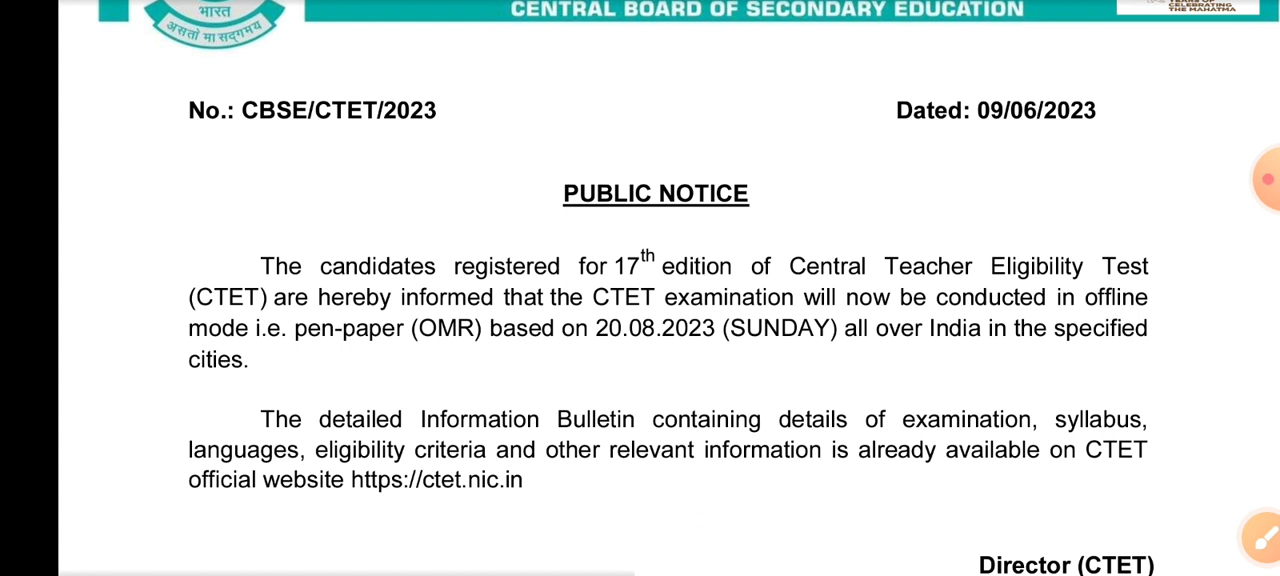 भारत
असतो मा सद्गमय
CENTRAL BOARD OF SECONDARY EDUCATION
CELEBRATING
THE MAHATMA
No.: CBSE/CTET/2023
Dated: 09/06/2023
PUBLIC NOTICE
The candidates registered for 17th edition of Central Teacher Eligibility Test
(CTET) are hereby informed that the CTET examination will now be conducted in offline
mode i.e. pen-paper (OMR) based on 20.08.2023 (SUNDAY) all over India in the specified
cities.
The detailed Information Bulletin containing details of examination, syllabus,
languages, eligibility criteria and other relevant information is already available on CTET
official website https://ctet.nic.in
Director (CTET)